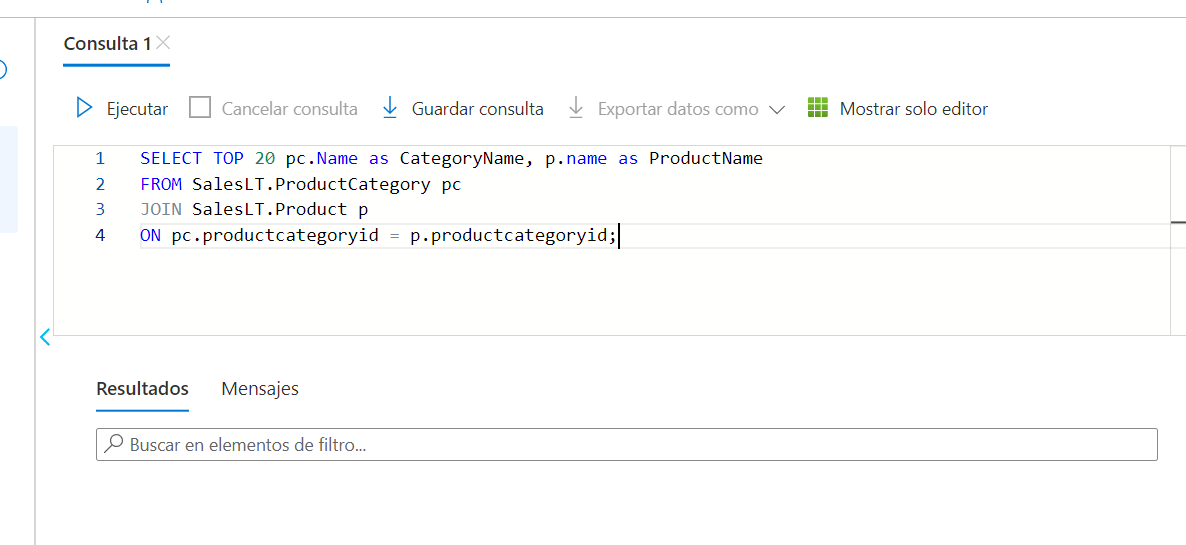 Consulta 1
Ejecutar Cancelar consulta Guardar consulta Exportar datos como Mostrar solo editor
1 SELECT TOP 20 pc.Name as CategoryName, p.name as ProductName
2 FROM SalesLT.ProductCategory pc
3 JOIN SalesLT.Product p
4 ON pc.productcategoryid = p.productcategoryid;
Resultados Mensajes
Buscar en elementos de filtro...